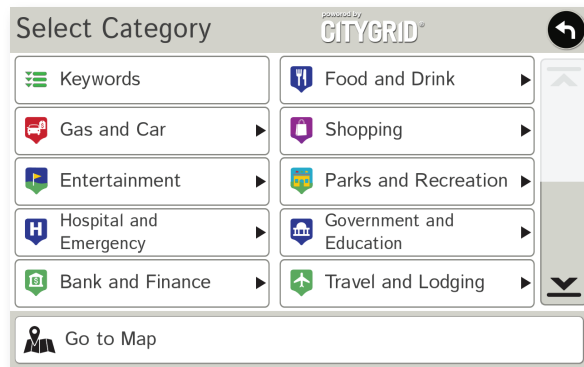 Select Category
powered by
CITYGRID®
Keywords
Food and Drink
Gas and Car
Shopping
Entertainment
Parks and Recreation
Hospital and
Emergency
Government and
Education
Bank and Finance
Travel and Lodging
Go to Map